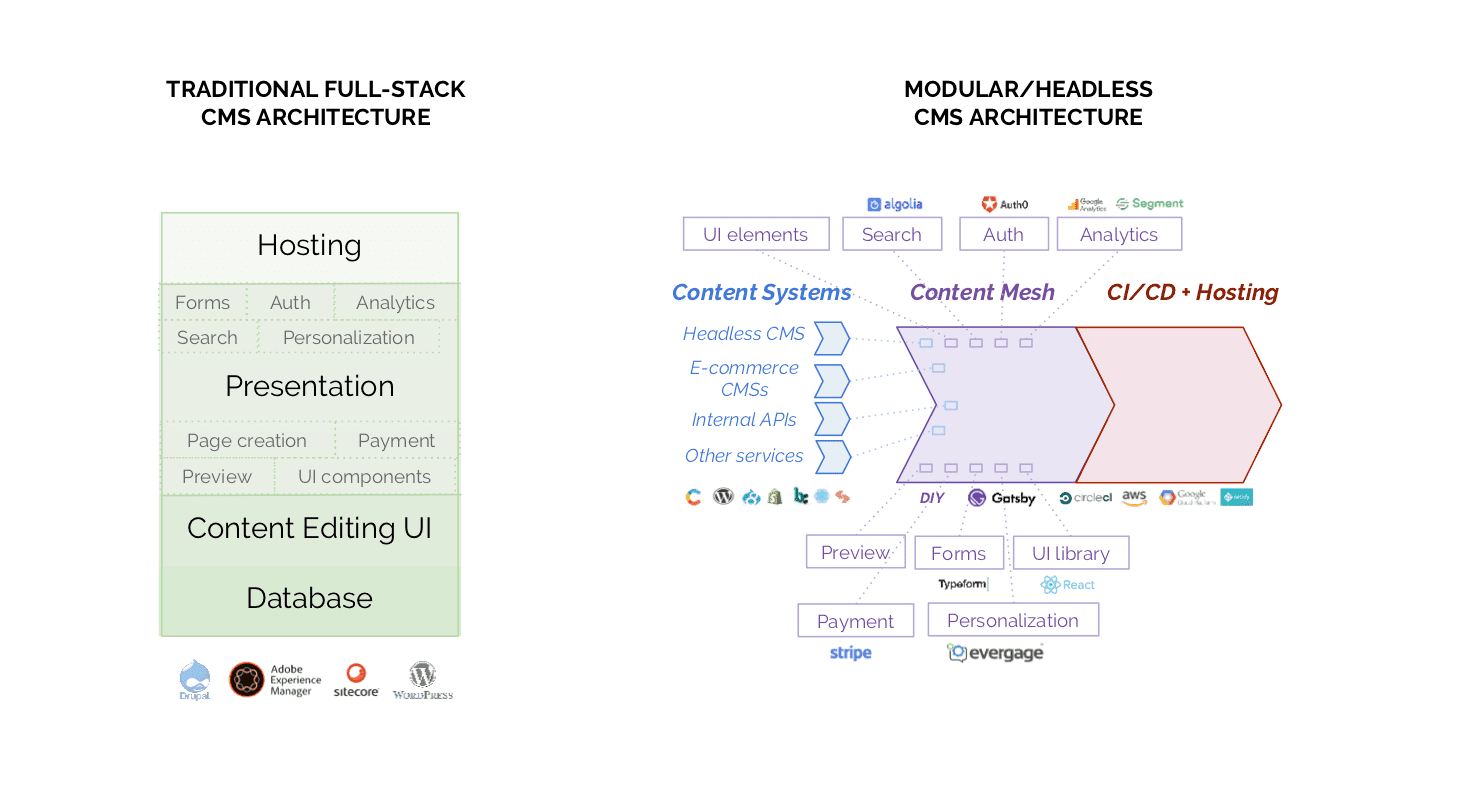 TRADITIONAL FULL-STACK
CMS ARCHITECTURE
Hosting
Forms Auth Analytics
Search Personalization
Presentation
Page creation Payment
Preview UI components
Content Editing UI
Database
Drupal
Adobe
Experience
Manager
sitecore
WORDPRESS
MODULAR/HEADLESS
CMS ARCHITECTURE
algolia Auth0 Google Analytics Segment
UI elements Search Auth Analytics
Content Systems Content Mesh CI/CD + Hosting
Headless CMS
E-commerce
CMSs
Internal APIs
Other services
DIY Gatsby circleci aws Google Cloud Platform netlify
Preview Forms UI library
Typeform React
Payment Personalization
stripe evergage